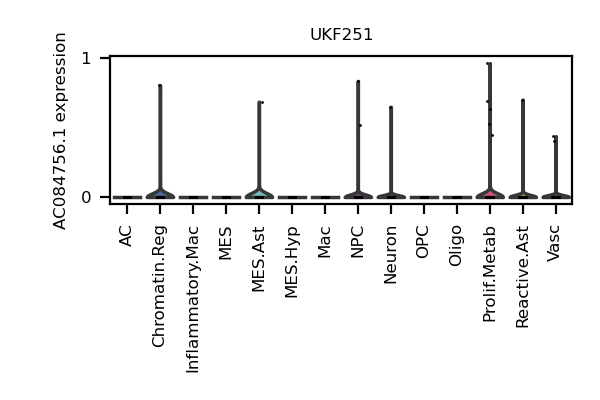 UKF251
AC084756.1 expression
1
0
AC
Chromatin.Reg
Inflammatory.Mac
MES
MES.Ast
MES.Hyp
Mac
NPC
Neuron
OPC
Oligo
Prolif.Metab
Reactive.Ast
Vasc